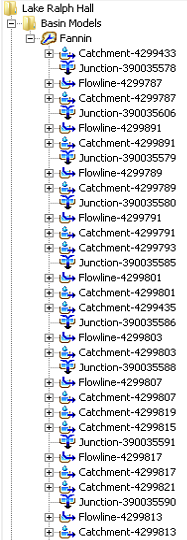 Lake Ralph Hall
Basin Models
Fannin
Catchment-4299433
Junction-390035578
Flowline-4299787
Catchment-4299787
Junction-390035606
Flowline-4299891
Catchment-4299891
Junction-390035579
Flowline-4299789
Catchment-4299789
Junction-390035580
Flowline-4299791
Catchment-4299791
Catchment-4299793
Junction-390035585
Flowline-4299801
Catchment-4299801
Catchment-4299435
Junction-390035586
Flowline-4299803
Catchment-4299803
Junction-390035588
Flowline-4299807
Catchment-4299807
Catchment-4299819
Catchment-4299815
Junction-390035591
Flowline-4299817
Catchment-4299817
Catchment-4299821
Junction-390035590
Flowline-4299813
Catchment-4299813